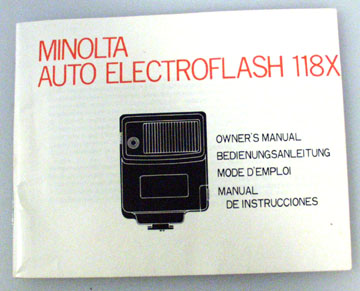 MINOLTA
AUTO ELECTROFLASH 118X
OWNER'S MANUAL
BEDIENUNGSANLEITUNG
MODE D'EMPLOI
MANUAL
DE INSTRUCCIONES